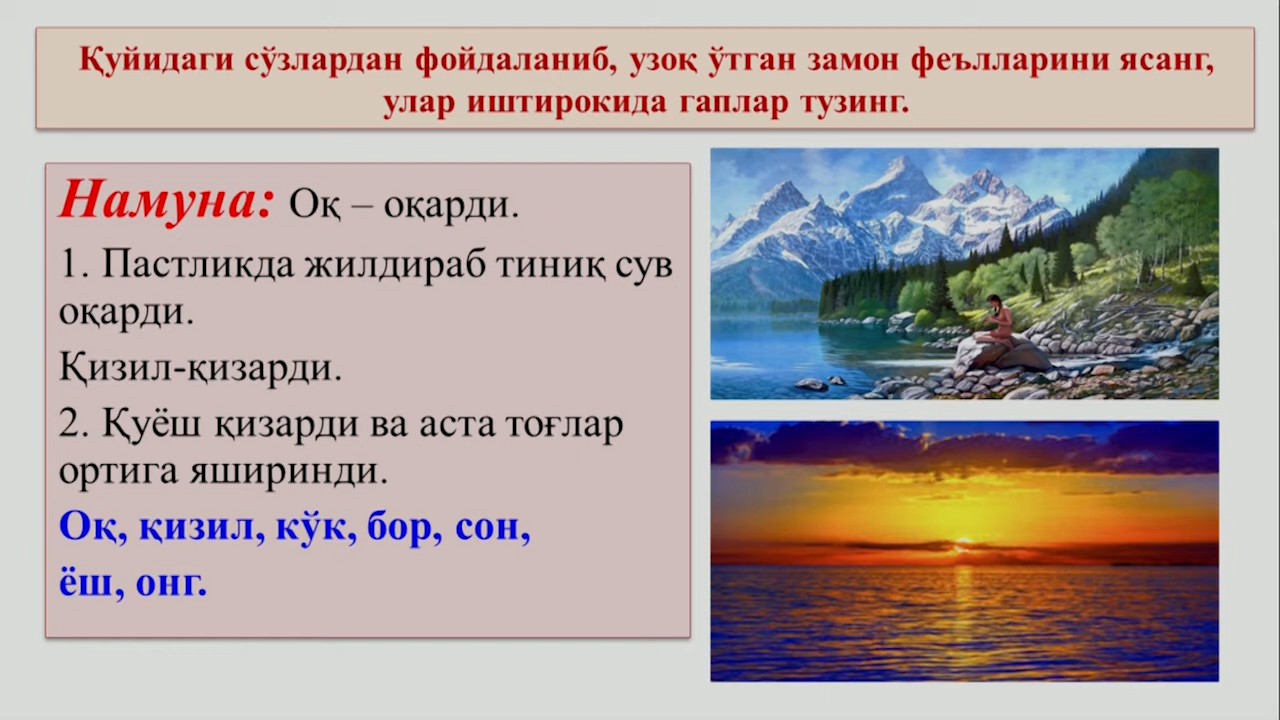 Қуйидаги сўзлардан фойдаланиб, узоқ ўтган замон феълларини ясанг,
улар иштирокида гаплар тузинг.
Намуна: Оқ – оқарди.
1. Пастликда жилдираб тиниқ сув
оқарди.
Қизил-қизарди.
2. Қуёш қизарди ва аста тоғлар
ортига яширинди.
Оқ, қизил, кўк, бор, сон,
ёш, онг.